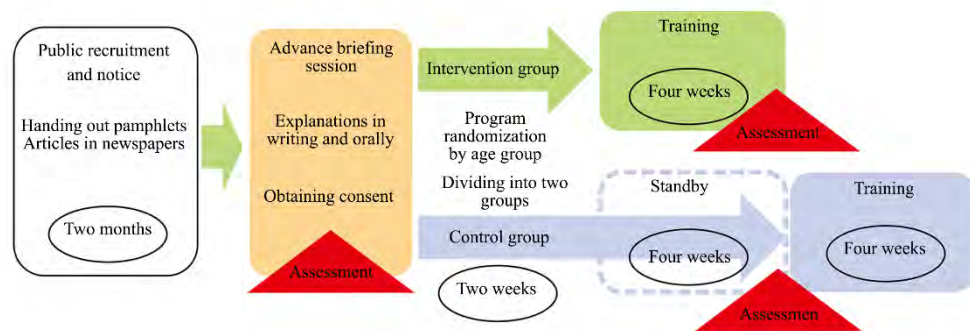 Public recruitment
and notice
Handing out pamphlets
Articles in newspapers
Two months
Advance briefing
session
Explanations in
writing and orally
Obtaining consent
Assessment
Intervention group
Program
randomization
by age group
Dividing into two
groups
Control group
Two weeks
Training
Four weeks
Assessment
Standby
Four weeks
Assessmen
Training
Four weeks